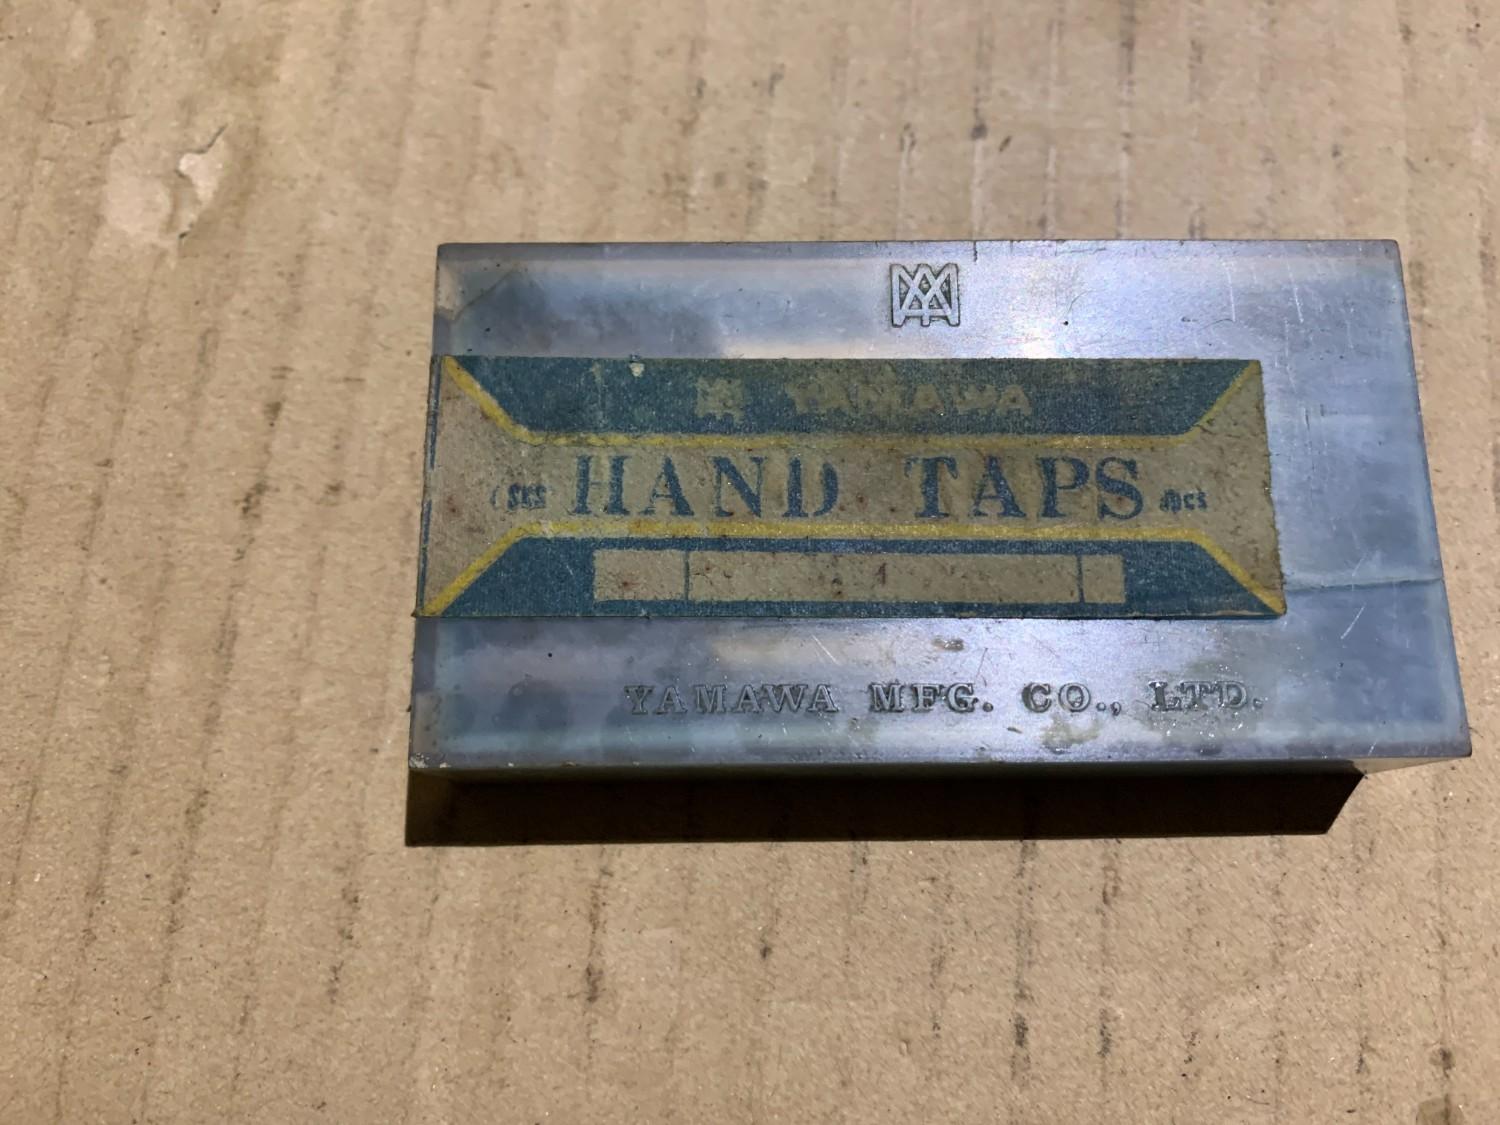 YAMAWA
HAND TAPS
YAMAWA MFG. CO., LTD.